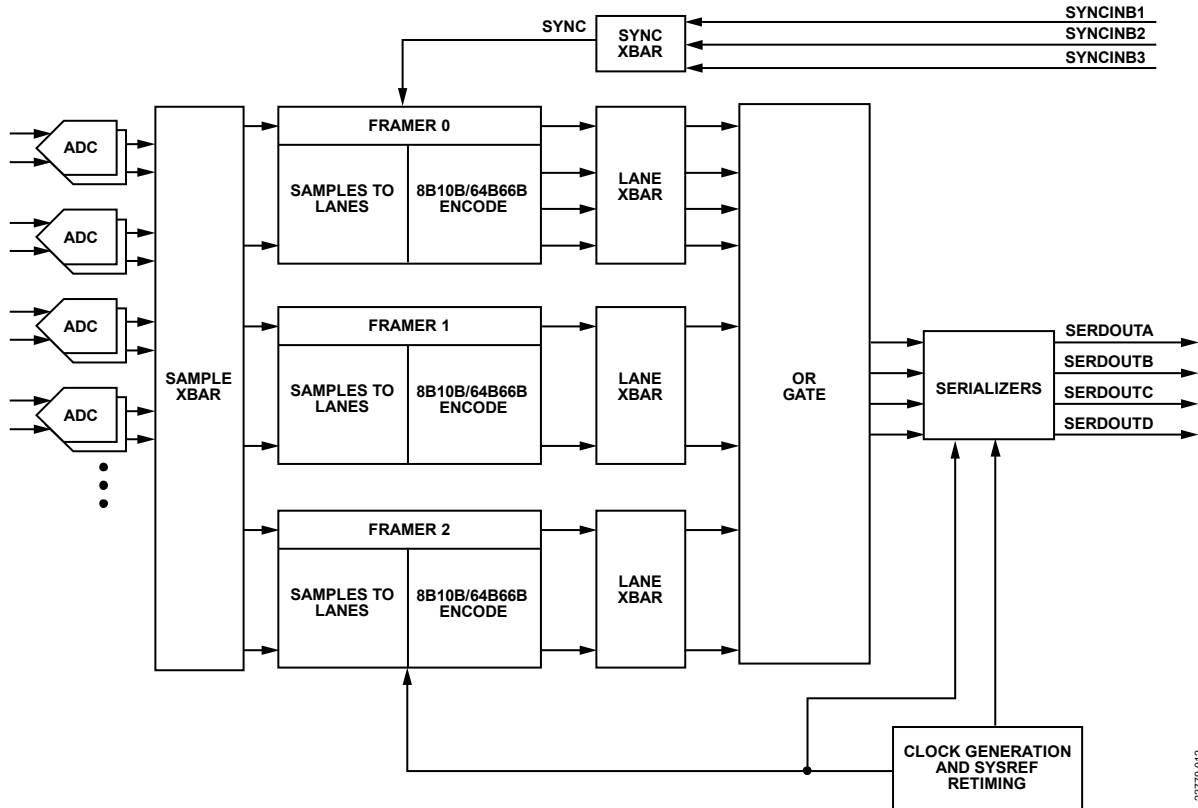 SYNCINB1
SYNC
SYNC
XBAR
SYNCINB2
SYNCINB3
ADC
ADC
ADC
ADC
SAMPLE
XBAR
FRAMER 0
SAMPLES TO
LANES
8B10B/64B66B
ENCODE
LANE
XBAR
FRAMER 1
SAMPLES TO
LANES
8B10B/64B66B
ENCODE
LANE
XBAR
FRAMER 2
SAMPLES TO
LANES
8B10B/64B66B
ENCODE
LANE
XBAR
OR
GATE
SERIALIZERS
SERDOUTA
SERDOUTB
SERDOUTC
SERDOUTD
CLOCK GENERATION
AND SYSREF
RETIMING